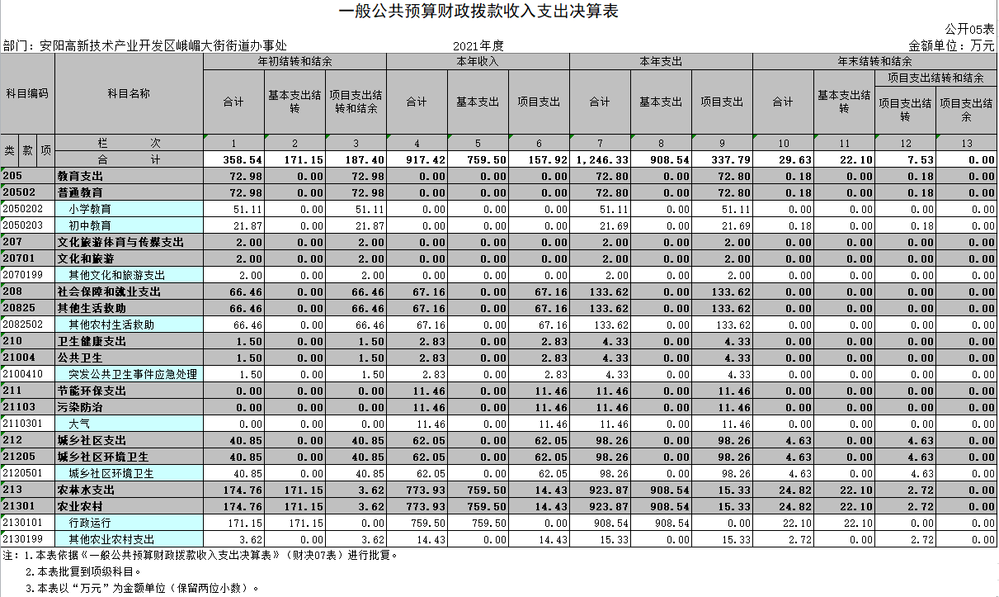 一般公共预算财政拨款收入支出决算表
公开05表
部门：安阳高新技术产业开发区峨嵋大街街道办事处 2021年度 金额单位：万元
科目编码 科目名称 年初结转和结余 本年收入 本年支出 年末结转和结余
合计 基本支出结转 项目支出结转和结余 合计 基本支出 项目支出 合计 基本支出 项目支出 合计 基本支出结转 项目支出结转和结余
项目支出结转 项目支出结余
类 款 项 栏 次 1 2 3 4 5 6 7 8 9 10 11 12 13
合 计 358.54 171.15 187.40 917.42 759.50 157.92 1,246.33 908.54 337.79 29.63 22.10 7.53 0.00
205 教育支出 72.98 0.00 72.98 0.00 0.00 0.00 72.80 0.00 72.80 0.18 0.00 0.18 0.00
20502 普通教育 72.98 0.00 72.98 0.00 0.00 0.00 72.80 0.00 72.80 0.18 0.00 0.18 0.00
2050202 小学教育 51.11 0.00 51.11 0.00 0.00 0.00 51.11 0.00 51.11 0.00 0.00 0.00 0.00
2050203 初中教育 21.87 0.00 21.87 0.00 0.00 0.00 21.69 0.00 21.69 0.18 0.00 0.18 0.00
207 文化旅游体育与传媒支出 2.00 0.00 2.00 0.00 0.00 0.00 2.00 0.00 2.00 0.00 0.00 0.00 0.00
20701 文化和旅游 2.00 0.00 2.00 0.00 0.00 0.00 2.00 0.00 2.00 0.00 0.00 0.00 0.00
2070199 其他文化和旅游支出 2.00 0.00 2.00 0.00 0.00 0.00 2.00 0.00 2.00 0.00 0.00 0.00 0.00
208 社会保障和就业支出 66.46 0.00 66.46 67.16 0.00 67.16 133.62 0.00 133.62 0.00 0.00 0.00 0.00
20825 其他生活救助 66.46 0.00 66.46 67.16 0.00 67.16 133.62 0.00 133.62 0.00 0.00 0.00 0.00
2082502 其他农村生活救助 66.46 0.00 66.46 67.16 0.00 67.16 133.62 0.00 133.62 0.00 0.00 0.00 0.00
210 卫生健康支出 1.50 0.00 1.50 2.83 0.00 2.83 4.33 0.00 4.33 0.00 0.00 0.00 0.00
21004 公共卫生 1.50 0.00 1.50 2.83 0.00 2.83 4.33 0.00 4.33 0.00 0.00 0.00 0.00
2100410 突发公共卫生事件应急处理 1.50 0.00 1.50 2.83 0.00 2.83 4.33 0.00 4.33 0.00 0.00 0.00 0.00
211 节能环保支出 0.00 0.00 0.00 11.46 0.00 11.46 11.46 0.00 11.46 0.00 0.00 0.00 0.00
21103 污染防治 0.00 0.00 0.00 11.46 0.00 11.46 11.46 0.00 11.46 0.00 0.00 0.00 0.00
2110301 大气 0.00 0.00 0.00 11.46 0.00 11.46 11.46 0.00 11.46 0.00 0.00 0.00 0.00
212 城乡社区支出 40.85 0.00 40.85 62.05 0.00 62.05 98.26 0.00 98.26 4.63 0.00 4.63 0.00
21205 城乡社区环境卫生 40.85 0.00 40.85 62.05 0.00 62.05 98.26 0.00 98.26 4.63 0.00 4.63 0.00
2120501 城乡社区环境卫生 40.85 0.00 40.85 62.05 0.00 62.05 98.26 0.00 98.26 4.63 0.00 4.63 0.00
213 农林水支出 174.76 171.15 3.62 773.93 759.50 14.43 923.87 908.54 15.33 24.82 22.10 2.72 0.00
21301 农业农村 174.76 171.15 3.62 773.93 759.50 14.43 923.87 908.54 15.33 24.82 22.10 2.72 0.00
2130101 行政运行 171.15 171.15 0.00 759.50 759.50 0.00 908.54 908.54 0.00 22.10 22.10 0.00 0.00
2130199 其他农业农村支出 3.62 0.00 3.62 14.43 0.00 14.43 15.33 0.00 15.33 2.72 0.00 2.72 0.00
注：1.本表依据《一般公共预算财政拨款收入支出决算表》（财决07表）进行批复。
2.本表批复到项级科目。
3.本表以“万元”为金额单位（保留两位小数）。